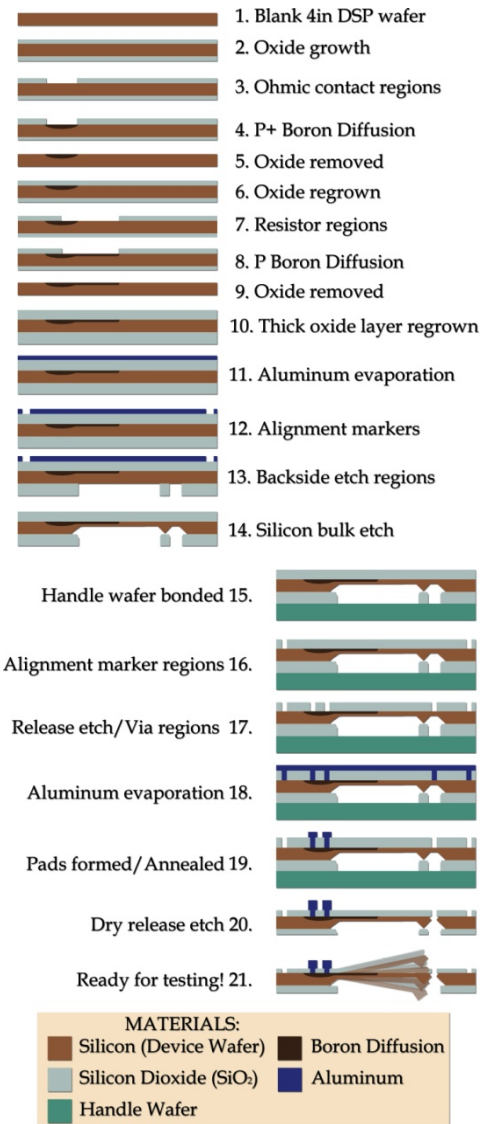 1. Blank 4in DSP wafer
2. Oxide growth
3. Ohmic contact regions
4. P+ Boron Diffusion
5. Oxide removed
6. Oxide regrown
7. Resistor regions
8. P Boron Diffusion
9. Oxide removed
10. Thick oxide layer regrown
11. Aluminum evaporation
12. Alignment markers
13. Backside etch regions
14. Silicon bulk etch
Handle wafer bonded 15.
Alignment marker regions 16.
Release etch/Via regions 17.
Aluminum evaporation 18.
Pads formed/Annealed 19.
Dry release etch 20.
Ready for testing! 21.
MATERIALS:
Silicon (Device Wafer) Boron Diffusion
Silicon Dioxide (SiO₂) Aluminum
Handle Wafer